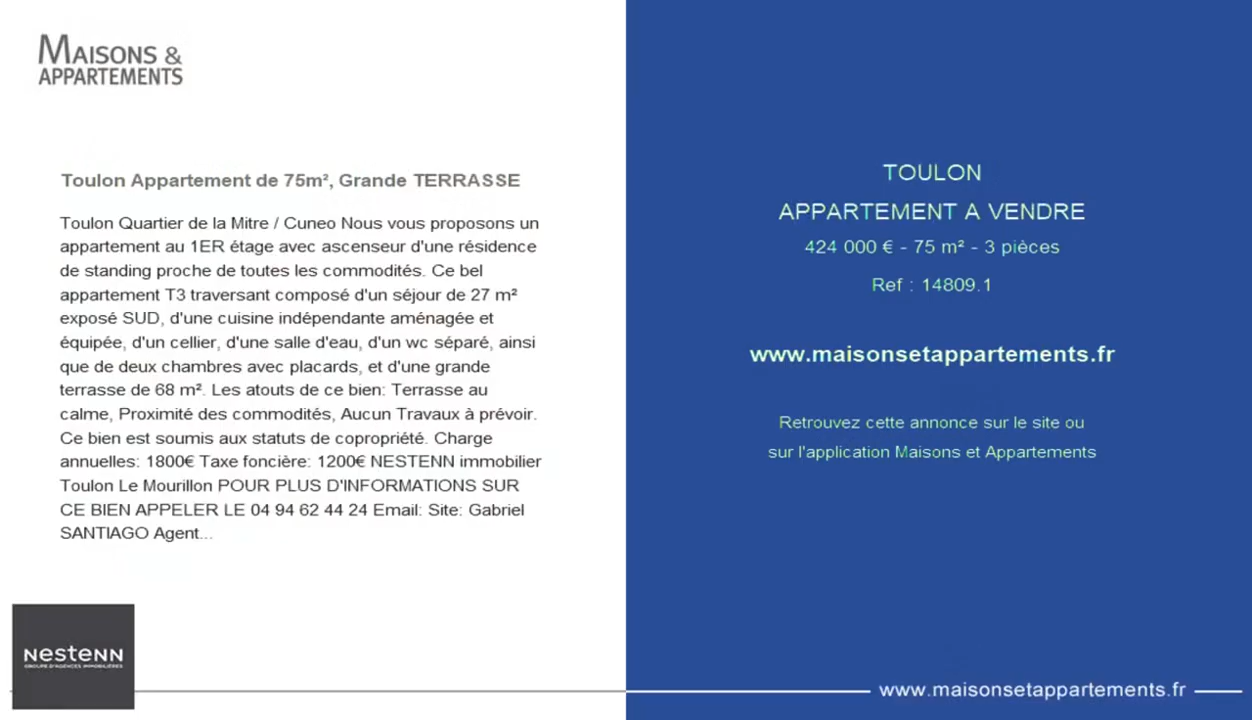 MAISONS &
APPARTEMENTS
Toulon Appartement de 75m², Grande TERRASSE
Toulon Quartier de la Mitre / Cuneo Nous vous proposons un
appartement au 1ER étage avec ascenseur d'une résidence
de standing proche de toutes les commodités. Ce bel
appartement T3 traversant composé d'un séjour de 27 m²
exposé SUD, d'une cuisine indépendante aménagée et
équipée, d'un cellier, d'une salle d'eau, d'un wc séparé, ainsi
que de deux chambres avec placards, et d'une grande
terrasse de 68 m². Les atouts de ce bien: Terrasse au
calme, Proximité des commodités, Aucun Travaux à prévoir.
Ce bien est soumis aux statuts de copropriété. Charge
annuelles: 1800€ Taxe foncière: 1200€ NESTENN immobilier
Toulon Le Mourillon POUR PLUS D'INFORMATIONS SUR
CE BIEN APPELER LE 04 94 62 44 24 Email: Site: Gabriel
SANTIAGO Agent...
nestenn
GROUPE D'AGENCES IMMOBILIÈRES
TOULON
APPARTEMENT A VENDRE
424 000 € - 75 m² - 3 pièces
Ref : 14809.1
www.maisonsetappartements.fr
Retrouvez cette annonce sur le site ou
sur l'application Maisons et Appartements
www.maisonsetappartements.fr